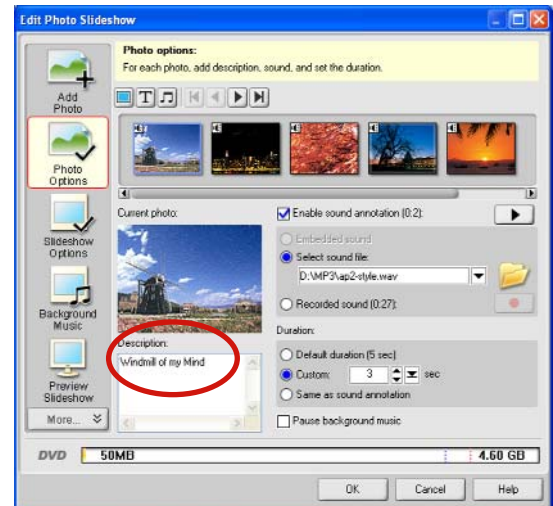 Edit Photo Slideshow
Photo options:
For each photo, add description, sound, and set the duration.
Add
Photo
Photo
Options
Slideshow
Options
Background
Music
Preview
Slideshow
More...
T
Current photo:
Enable sound annotation (0:2):
Embedded sound
Select sound file:
D:\MP3\ap2-style.wav
Recorded sound (0:27):
Description:
Windmill of my Mind
Duration:
Default duration (5 sec)
Custom: 3 sec
Same as sound annotation
Pause background music
DVD 50MB 4.60 GB
OK Cancel Help